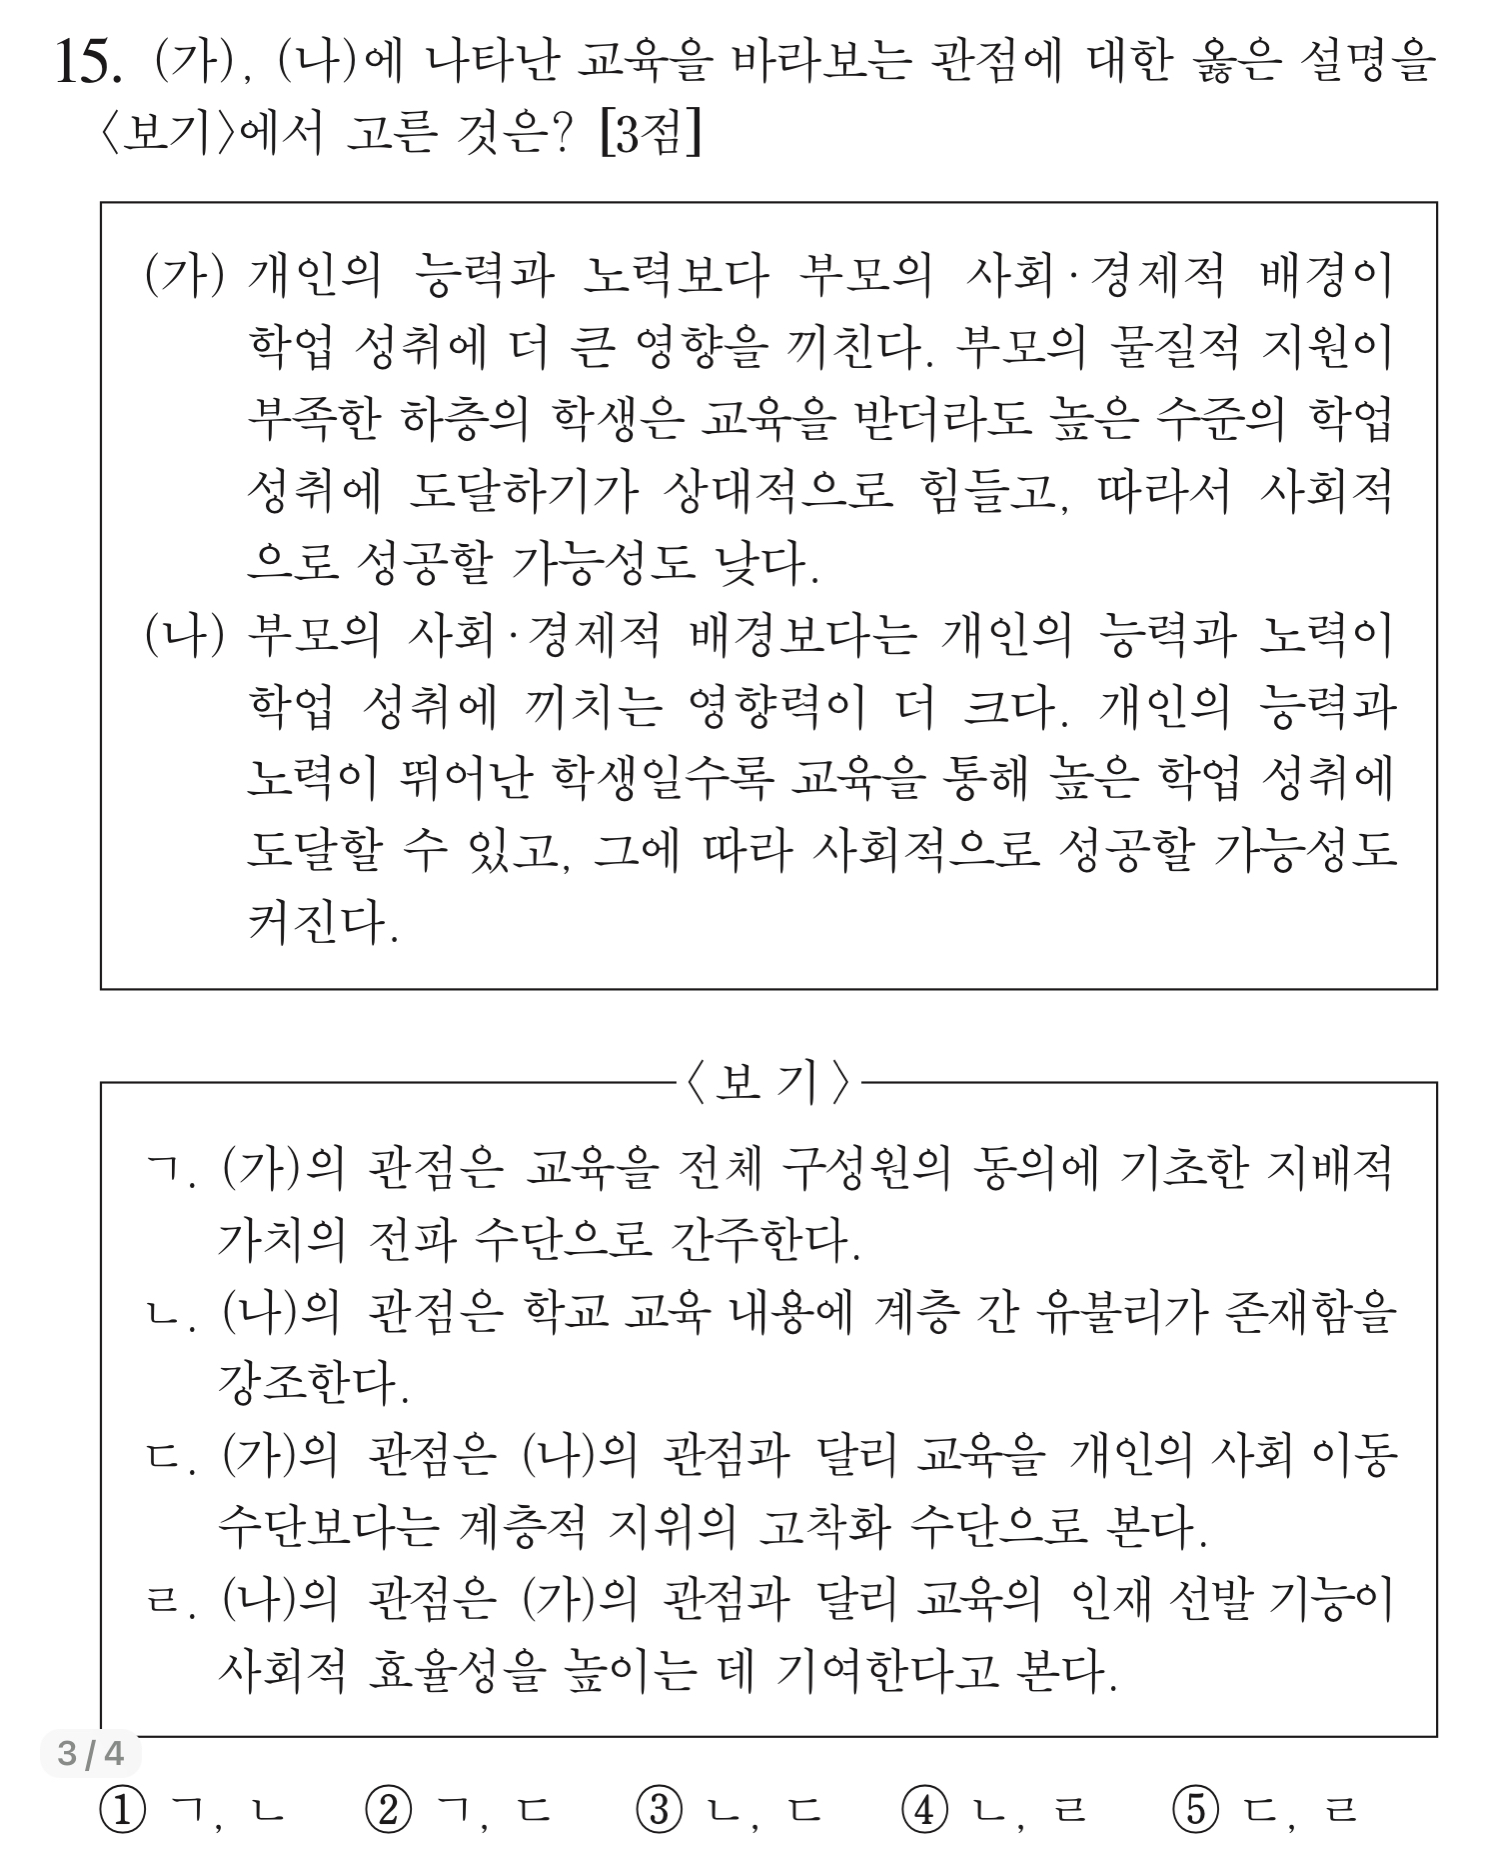 15. (가), (나)에 나타난 교육을 바라보는 관점에 대한 옳은 설명을
<보기>에서 고른 것은? [3점]
(가) 개인의 능력과 노력보다 부모의 사회·경제적 배경이
학업 성취에 더 큰 영향을 끼친다. 부모의 물질적 지원이
부족한 하층의 학생은 교육을 받더라도 높은 수준의 학업
성취에 도달하기가 상대적으로 힘들고, 따라서 사회적
으로 성공할 가능성도 낮다.
(나) 부모의 사회·경제적 배경보다는 개인의 능력과 노력이
학업 성취에 끼치는 영향력이 더 크다. 개인의 능력과
노력이 뛰어난 학생일수록 교육을 통해 높은 학업 성취에
도달할 수 있고, 그에 따라 사회적으로 성공할 가능성도
커진다.
<보 기>
ㄱ. (가)의 관점은 교육을 전체 구성원의 동의에 기초한 지배적
가치의 전파 수단으로 간주한다.
ㄴ. (나)의 관점은 학교 교육 내용에 계층 간 유불리가 존재함을
강조한다.
ㄷ. (가)의 관점은 (나)의 관점과 달리 교육을 개인의 사회 이동
수단보다는 계층적 지위의 고착화 수단으로 본다.
ㄹ. (나)의 관점은 (가)의 관점과 달리 교육의 인재 선발 기능이
사회적 효율성을 높이는 데 기여한다고 본다.
3 / 4
① ㄱ, ㄴ ② ㄱ, ㄷ ③ ㄴ, ㄷ ④ ㄴ, ㄹ ⑤ ㄷ, ㄹ